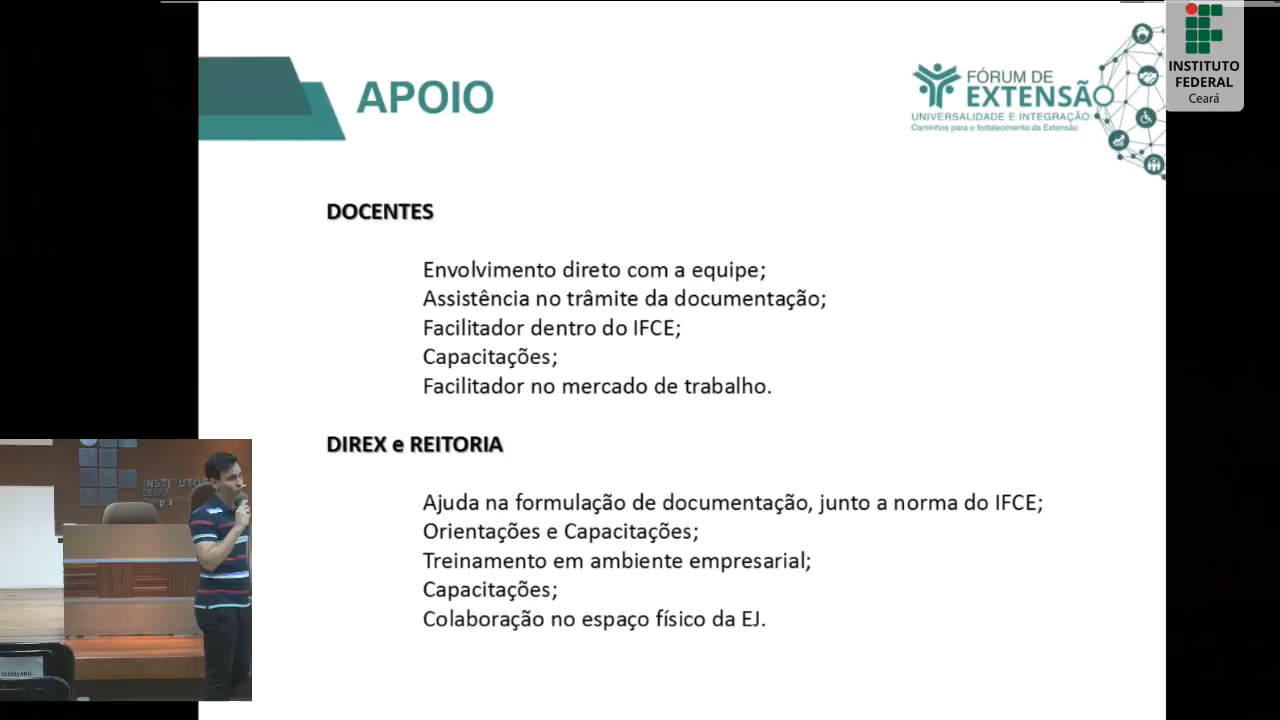 APOIO
FÓRUM DE
EXTENSÃO
UNIVERSALIDADE E INTEGRAÇÃO:
Caminhos para o fortalecimento da Extensão
INSTITUTO
FEDERAL
Ceará
DOCENTES
Envolvimento direto com a equipe;
Assistência no trâmite da documentação;
Facilitador dentro do IFCE;
Capacitações;
Facilitador no mercado de trabalho.
DIREX e REITORIA
Ajuda na formulação de documentação, junto a norma do IFCE;
Orientações e Capacitações;
Treinamento em ambiente empresarial;
Capacitações;
Colaboração no espaço físico da EJ.
INSTITUTO
CEARÁ
RESERVADO